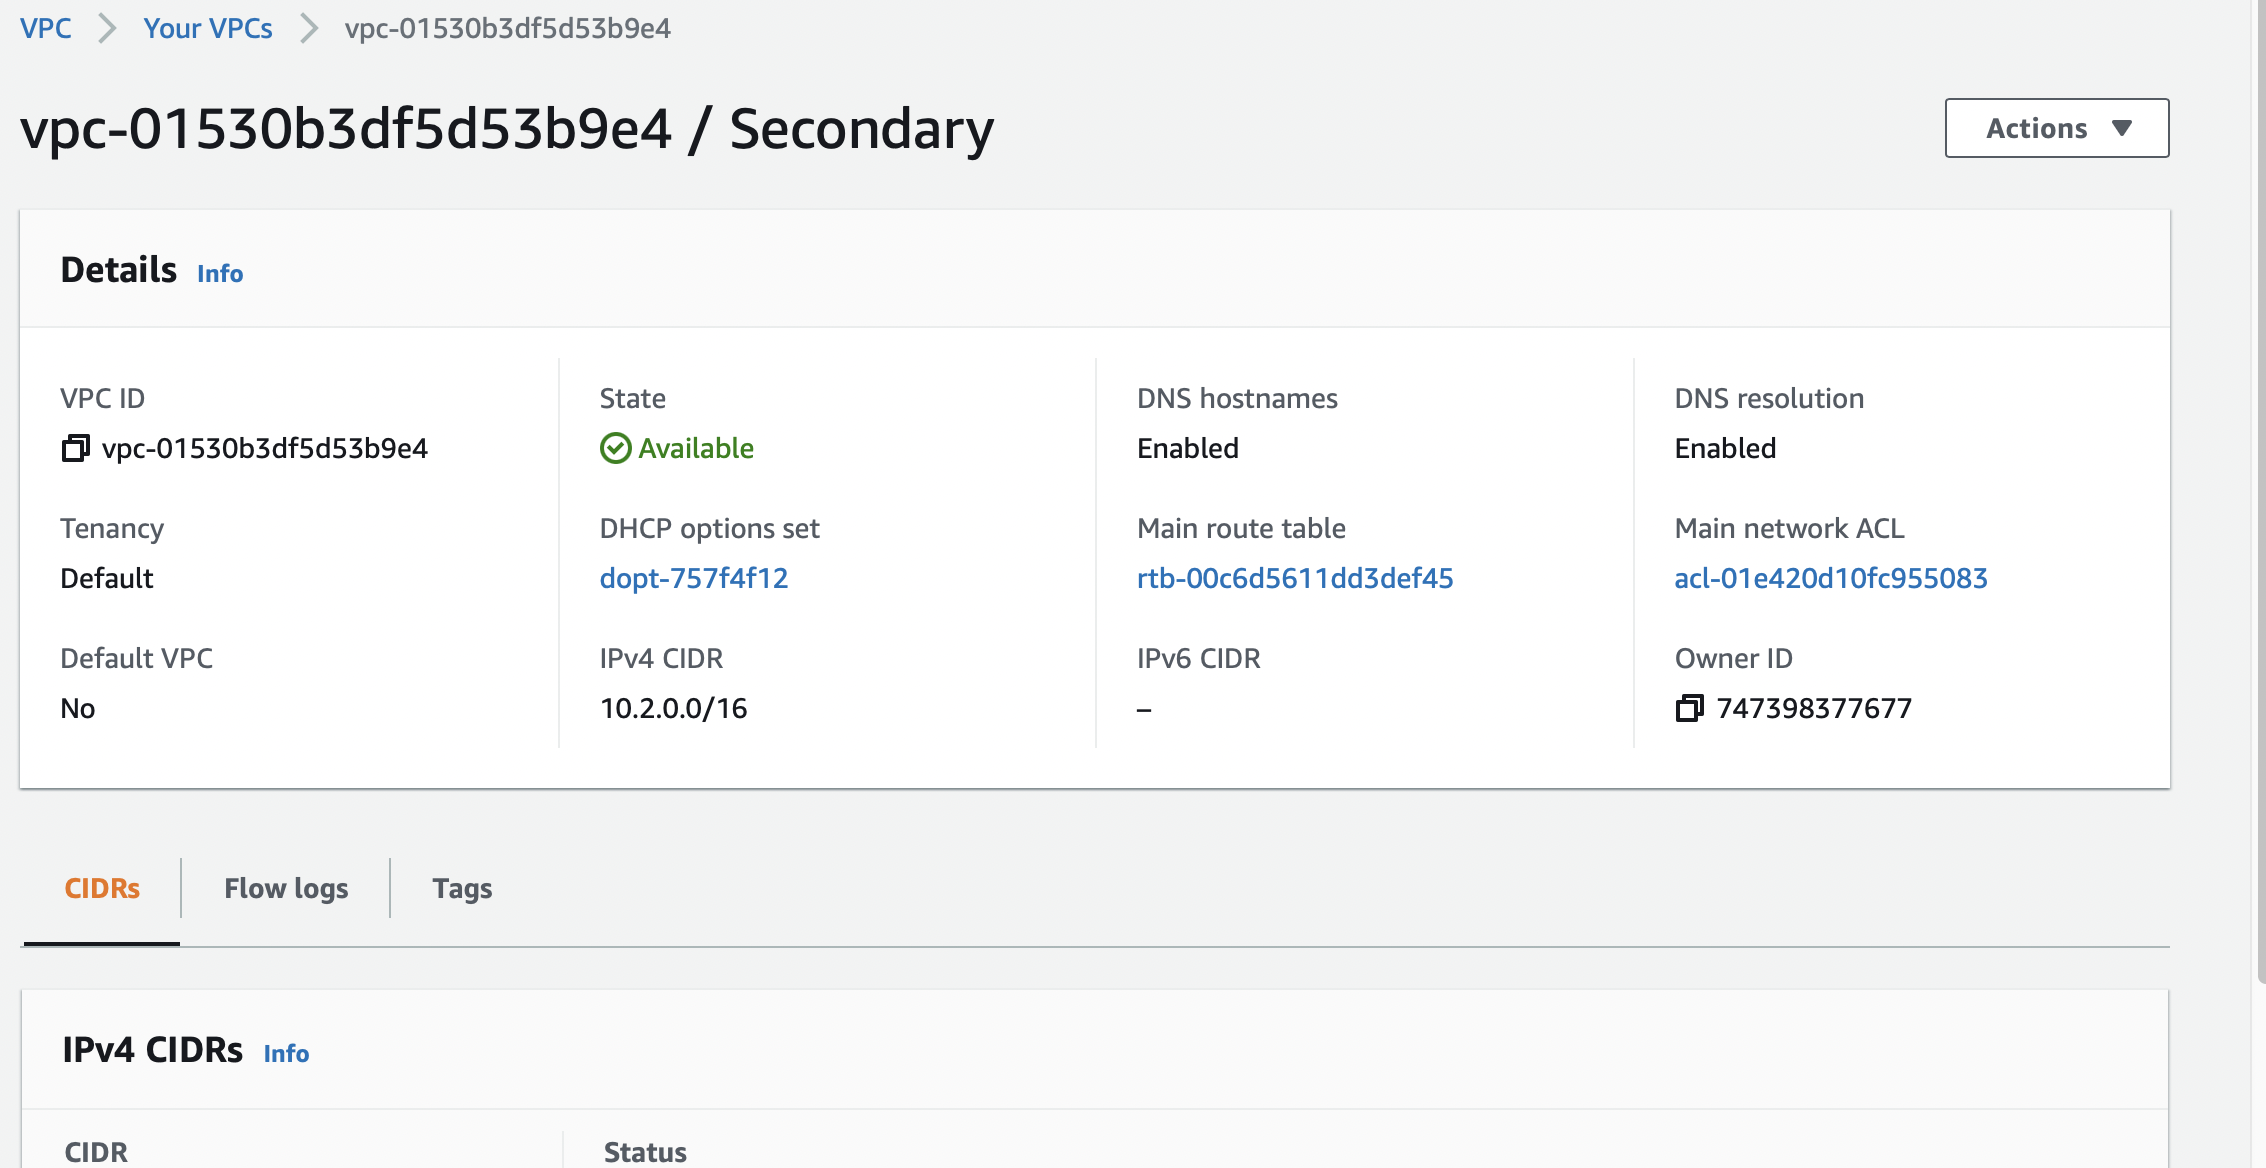 VPC > Your VPCs > vpc-01530b3df5d53b9e4
vpc-01530b3df5d53b9e4 / Secondary
Actions
Details Info
VPC ID
vpc-01530b3df5d53b9e4
State
Available
DNS hostnames
Enabled
DNS resolution
Enabled
Tenancy
Default
DHCP options set
dopt-757f4f12
Main route table
rtb-00c6d5611dd3def45
Main network ACL
acl-01e420d10fc955083
Default VPC
No
IPv4 CIDR
10.2.0.0/16
IPv6 CIDR
–
Owner ID
747398377677
CIDRs
Flow logs
Tags
IPv4 CIDRs Info
CIDR
Status